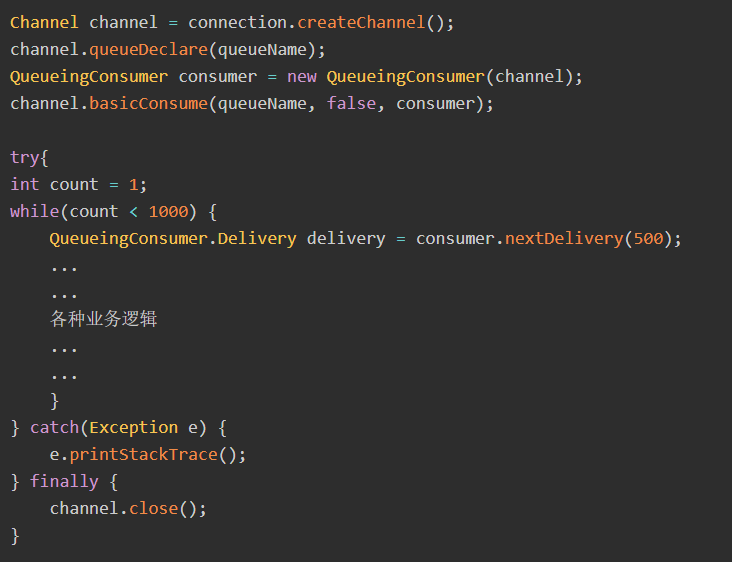 Channel channel = connection.createChannel();
channel.queueDeclare(queueName);
QueueingConsumer consumer = new QueueingConsumer(channel);
channel.basicConsume(queueName, false, consumer);

try{
int count = 1;
while(count < 1000) {
    QueueingConsumer.Delivery delivery = consumer.nextDelivery(500);
    ...
    ...
    各种业务逻辑
    ...
    ...
    }
} catch(Exception e) {
    e.printStackTrace();
} finally {
    channel.close();
}